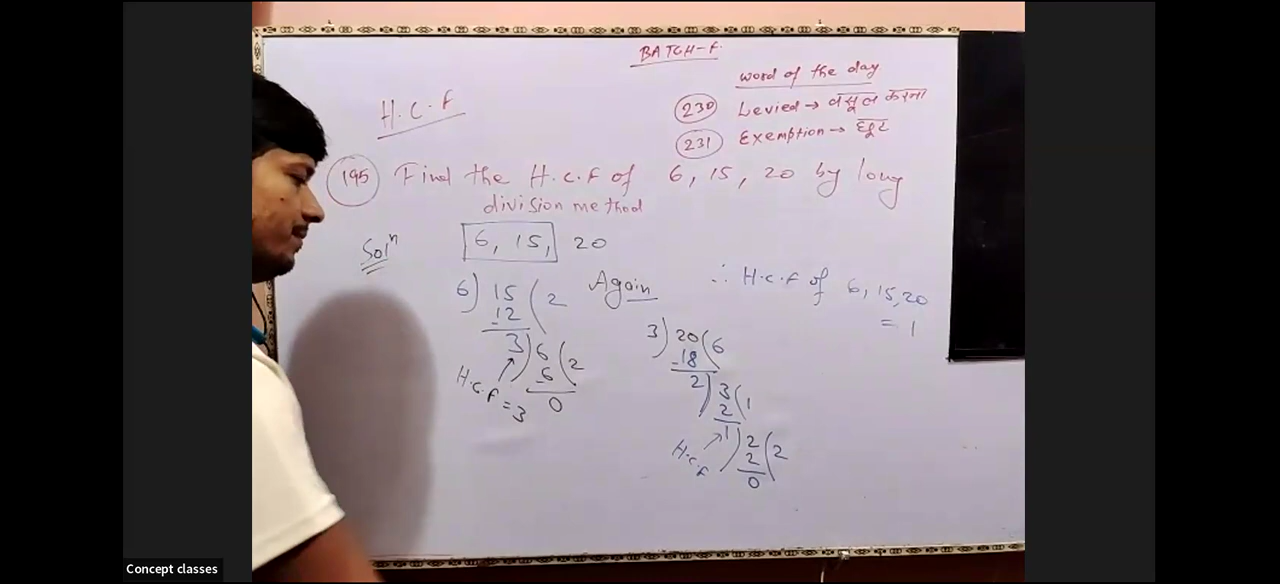 BATCH-F.
word of the day
230 Levied → वसूल करना
231 Exemption → छूट
H.C.F
195 Find the H.C.F of 6, 15, 20 by long
division method
Solⁿ 6, 15, 20
6) 15 ( 2
-12
3) 6 ( 2
-6
0
H.C.F = 3
Again
3) 20 ( 6
-18
2) 3 ( 1
2
1) 2 ( 2
2
0
H.C.F
∴ H.C.F of 6, 15, 20
= 1
Concept classes